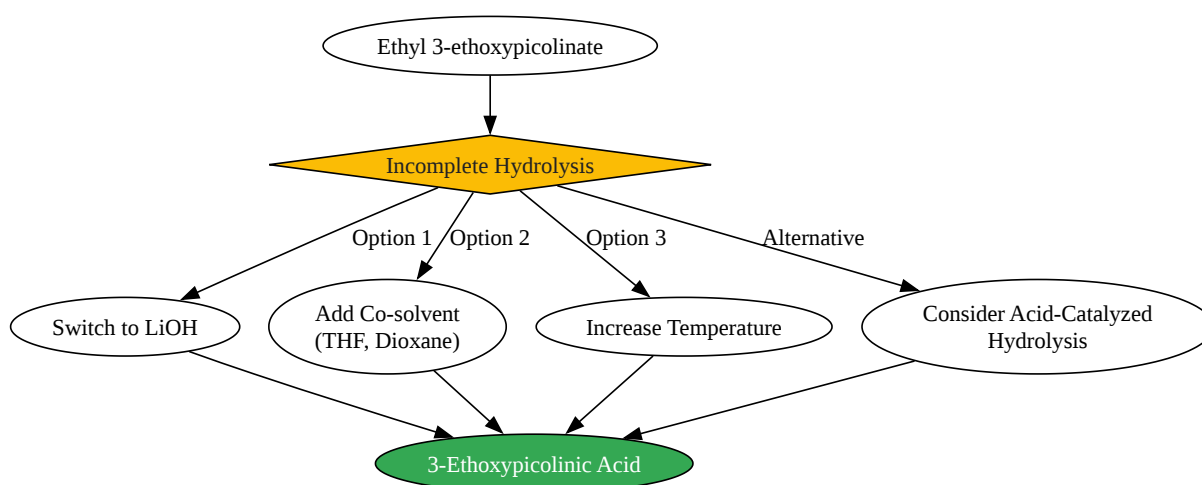 Ethyl 3-ethoxypicolinate
Incomplete Hydrolysis
Option 1
Option 2
Option 3
Alternative
Switch to LiOH
Add Co-solvent
(THF, Dioxane)
Increase Temperature
Consider Acid-Catalyzed
Hydrolysis
3-Ethoxypicolinic Acid